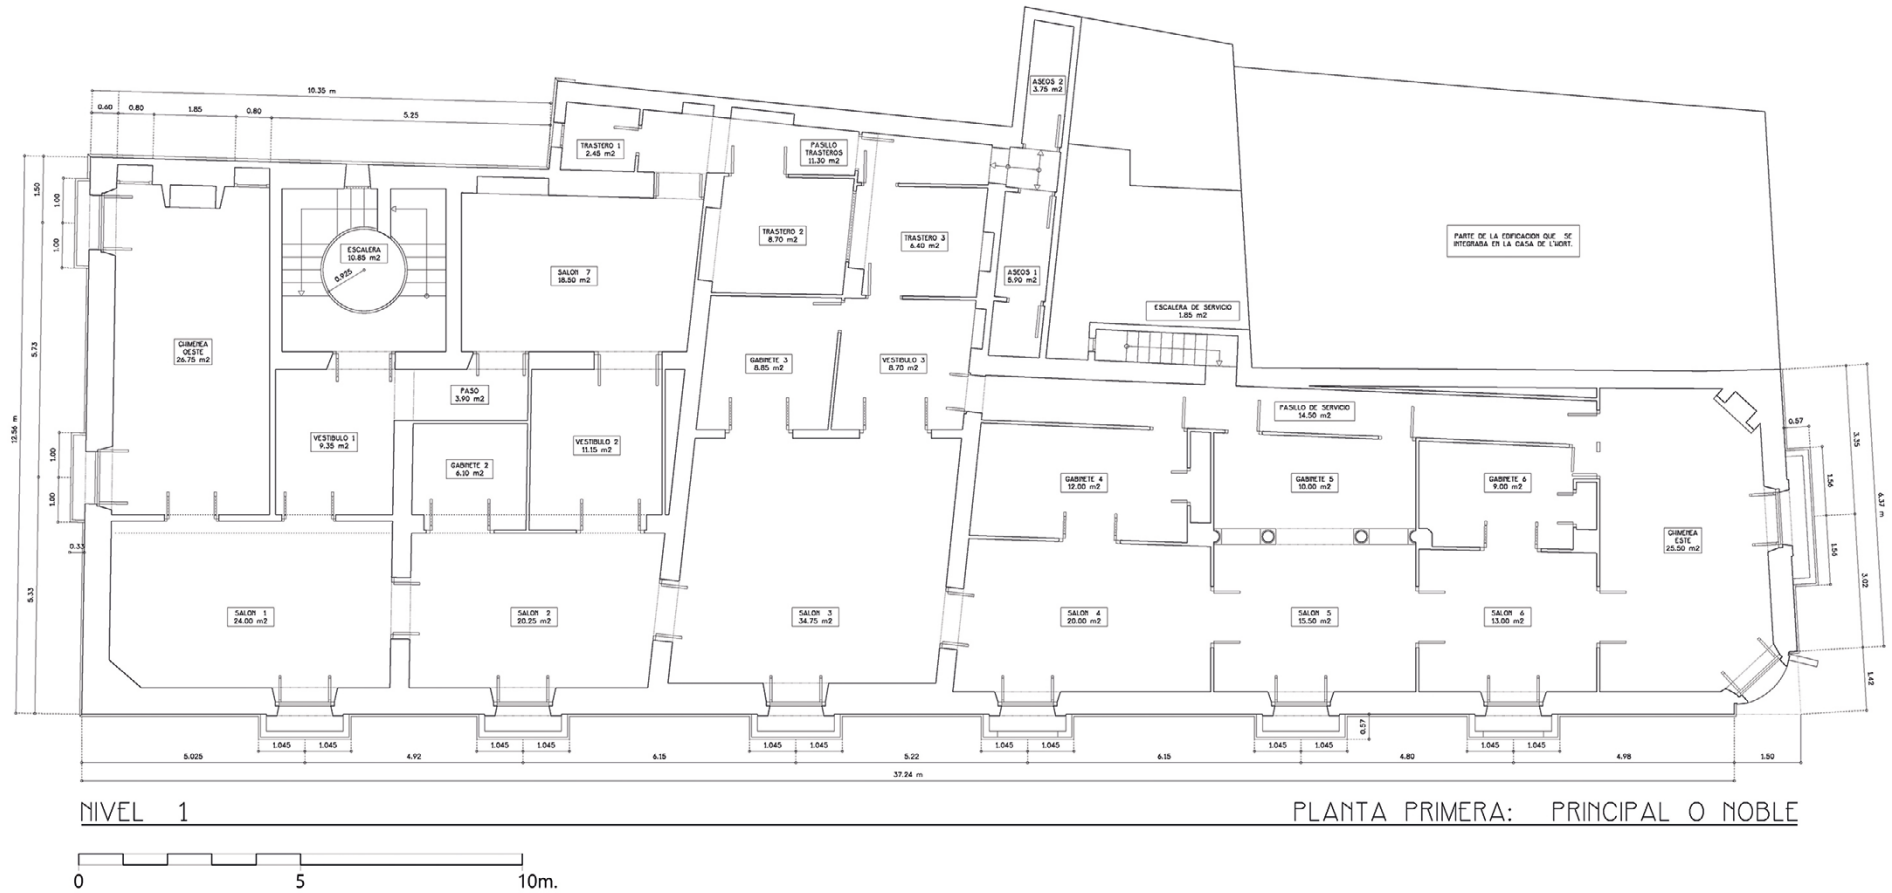 ASEOS 2
3.75 m2
10.35 m
0.60
0.80
1.85
0.80
5.25
TRASTERO 1
2.45 m2
PASILLO
TRASTEROS
11.30 m2
1.50
1.00
1.00
ESCALERA
10.85 m2
0.925
SALON 7
18.50 m2
TRASTERO 2
8.70 m2
TRASTERO 3
6.40 m2
ASEOS 1
5.90 m2
PARTE DE LA EDIFICACION QUE SE
INTEGRABA EN LA CASA DE L'HORT.
ESCALERA DE SERVICIO
1.85 m2
CHIMENEA
OESTE
26.75 m2
5.73
GABINETE 3
8.85 m2
VESTIBULO 3
8.70 m2
PASO
3.90 m2
PASILLO DE SERVICIO
14.50 m2
12.56 m
VESTIBULO 1
9.35 m2
VESTIBULO 2
11.15 m2
GABINETE 2
6.10 m2
GABINETE 4
12.00 m2
GABINETE 5
10.00 m2
GABINETE 6
9.00 m2
0.57
3.35
1.00
1.00
1.56
6.37 m
CHIMENEA
ESTE
25.50 m2
0.33
1.54
5.33
3.02
SALON 1
24.00 m2
SALON 2
20.25 m2
SALON 3
34.75 m2
SALON 4
20.00 m2
SALON 5
15.50 m2
SALON 6
13.00 m2
1.42
0.57
1.045 1.045
1.045 1.045
1.045 1.045
1.045 1.045
1.045 1.045
1.045 1.045
5.025
4.92
6.15
5.22
6.15
4.80
4.98
1.50
37.24 m
NIVEL 1
PLANTA PRIMERA: PRINCIPAL O NOBLE
0 5 10m.